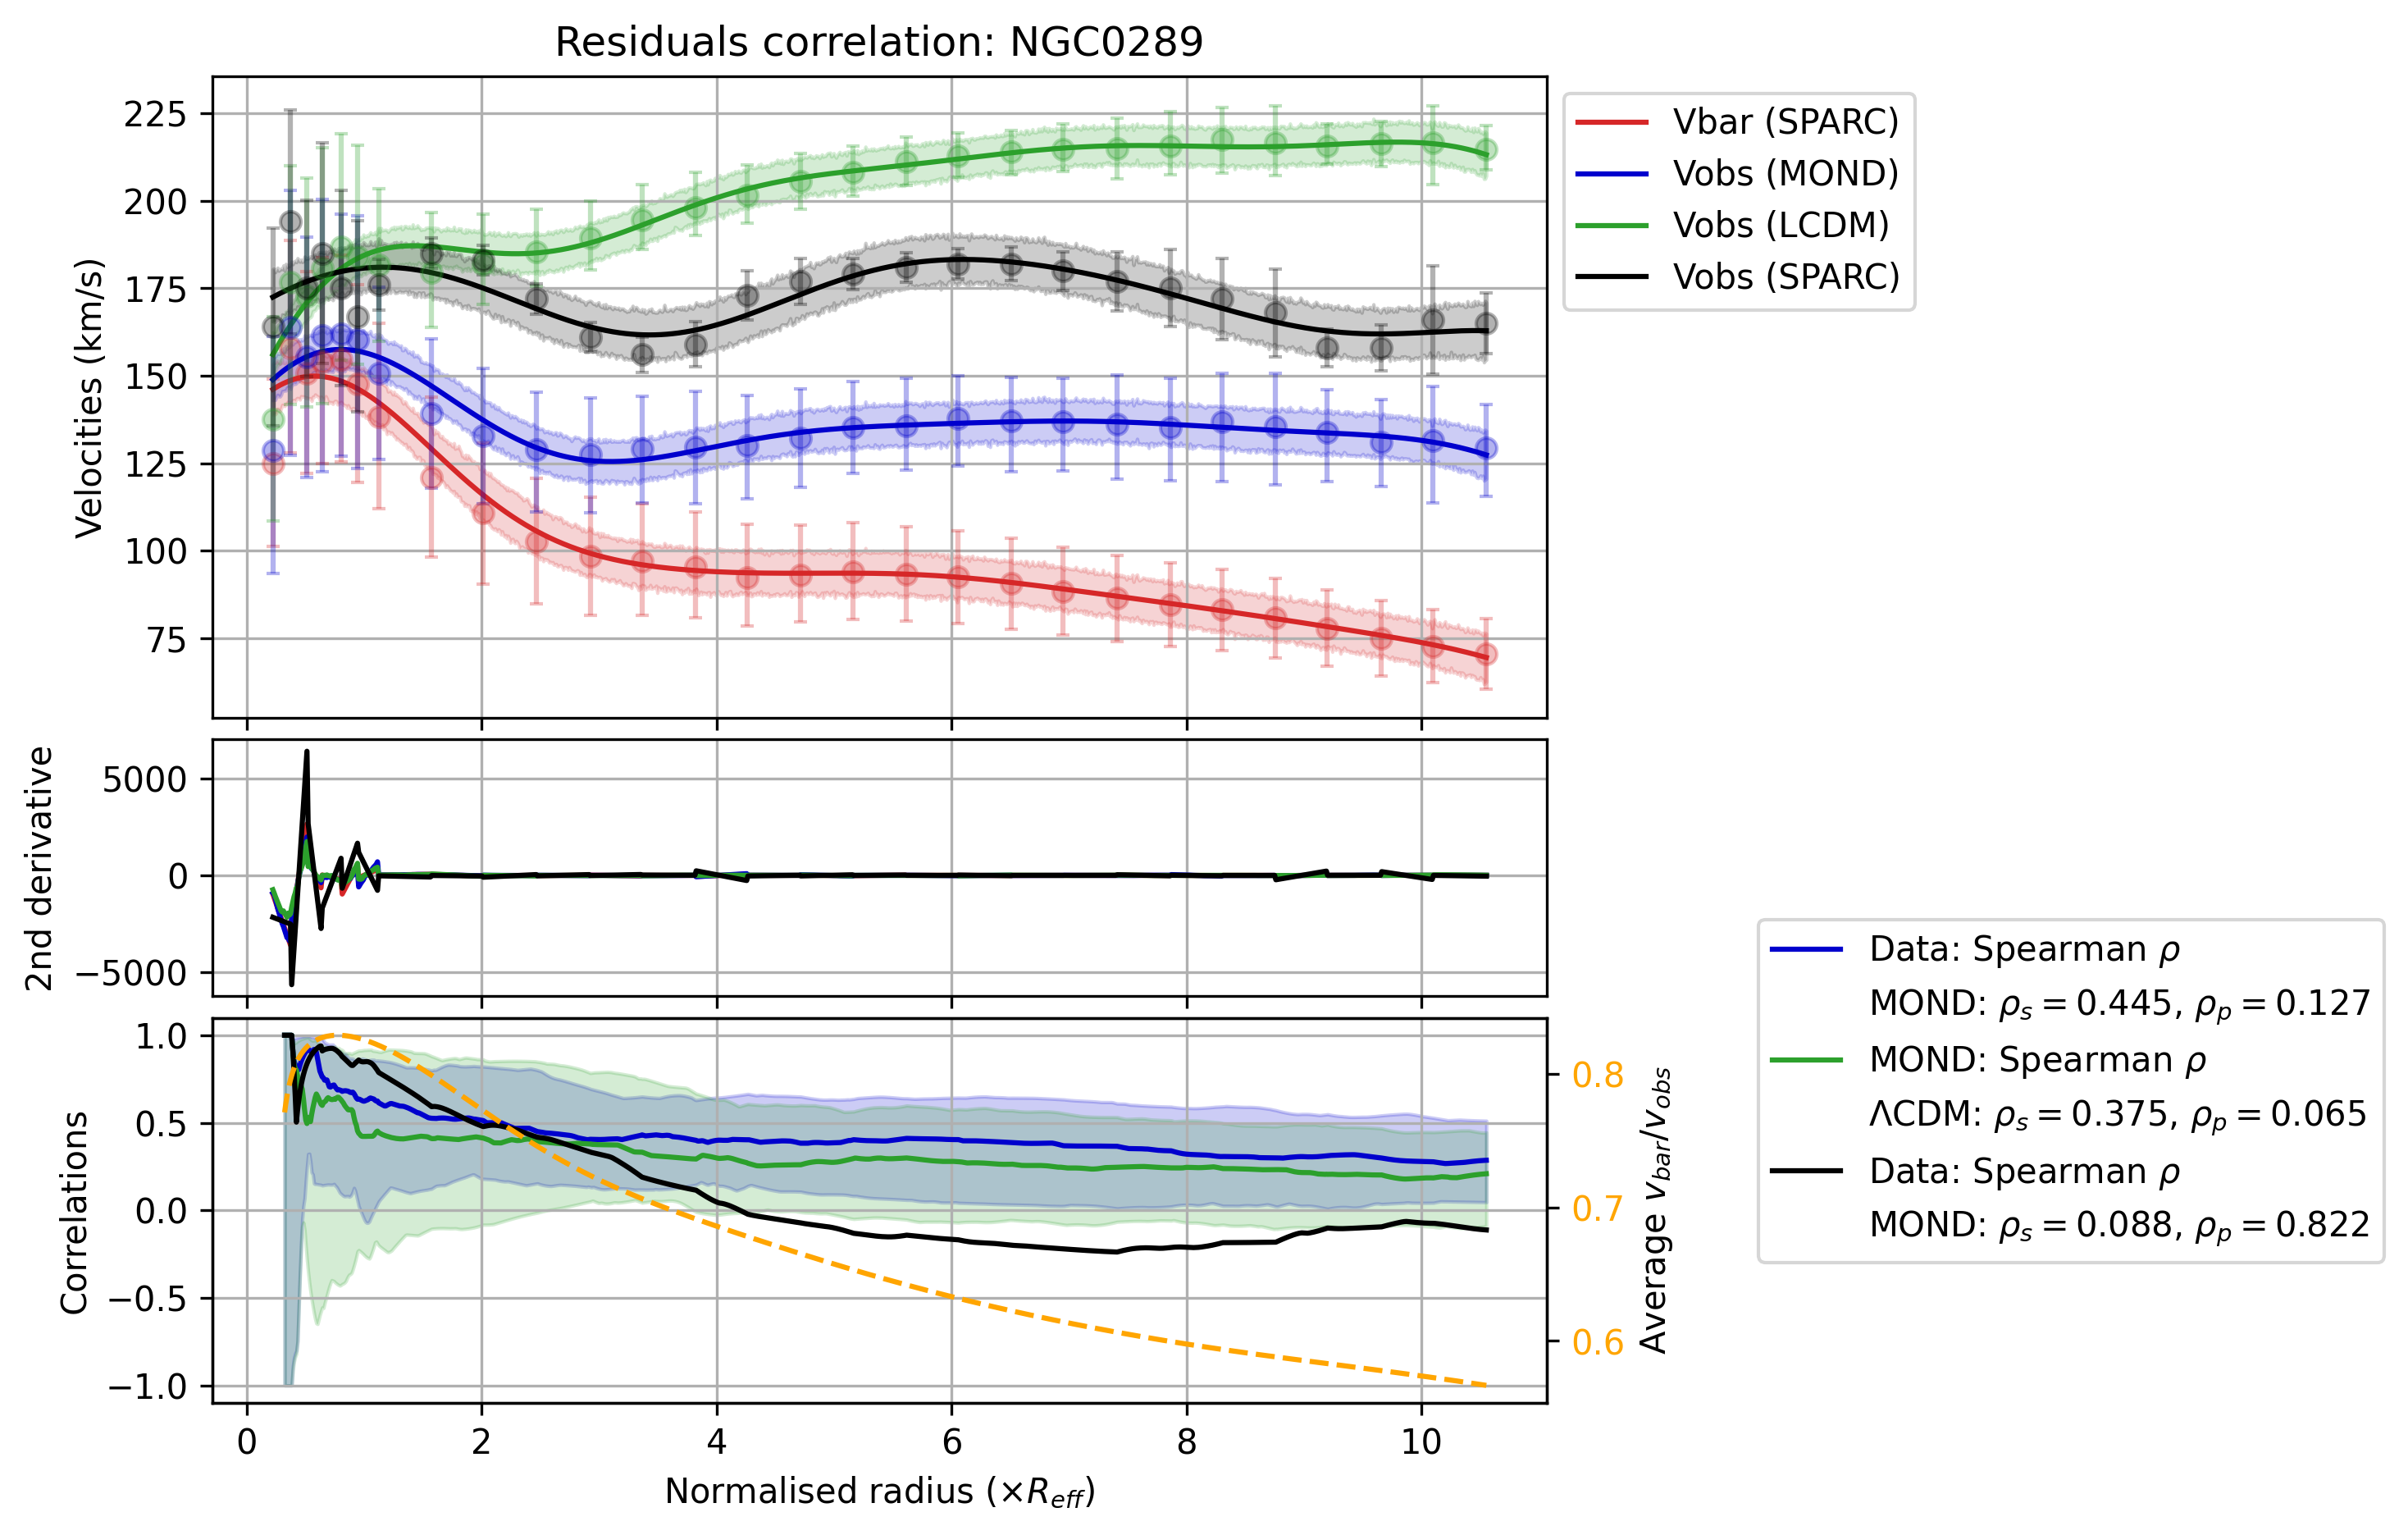 Residuals correlation: NGC0289
Velocities (km/s)
225
200
175
150
125
100
75
Vbar (SPARC)
Vobs (MOND)
Vobs (LCDM)
Vobs (SPARC)
2nd derivative
5000
0
−5000
Correlations
1.0
0.5
0.0
−0.5
−1.0
0.8
0.7
0.6
Average v_bar/v_obs
Data: Spearman ρ
MOND: ρ_s = 0.445, ρ_p = 0.127
MOND: Spearman ρ
ΛCDM: ρ_s = 0.375, ρ_p = 0.065
Data: Spearman ρ
MOND: ρ_s = 0.088, ρ_p = 0.822
0 2 4 6 8 10
Normalised radius (×R_eff)